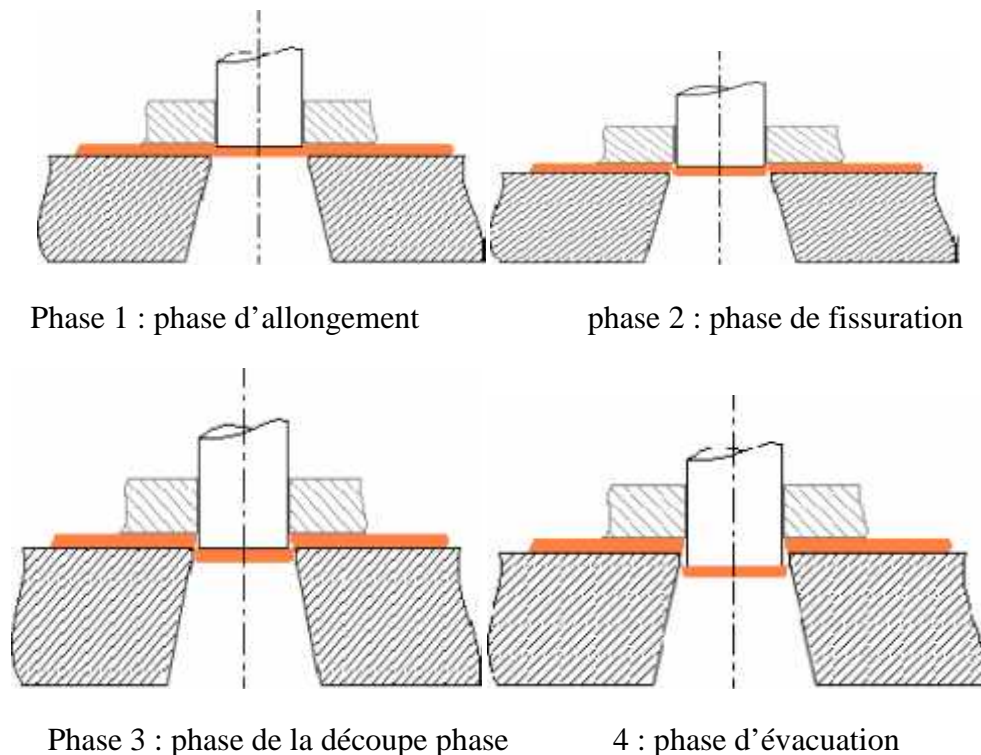 Phase 1 : phase d’allongement phase 2 : phase de fissuration
Phase 3 : phase de la découpe phase 4 : phase d’évacuation